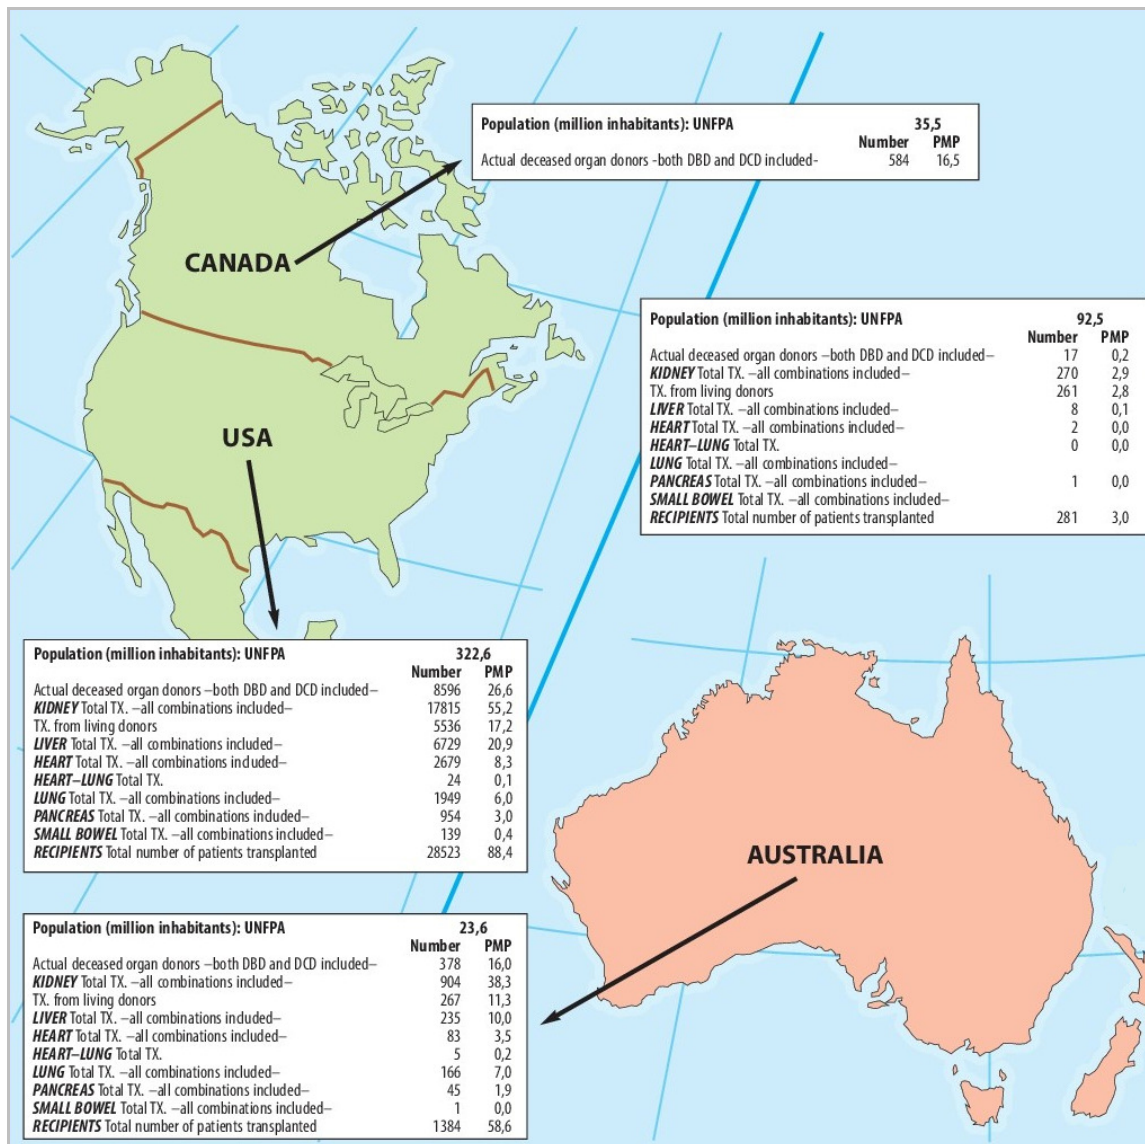 Population (million inhabitants): UNFPA 35,5
Number PMP
Actual deceased organ donors -both DBD and DCD included- 584 16,5
CANADA
Population (million inhabitants): UNFPA 92,5
Number PMP
Actual deceased organ donors –both DBD and DCD included– 17 0,2
KIDNEY Total TX. –all combinations included– 270 2,9
TX. from living donors 261 2,8
LIVER Total TX. –all combinations included– 8 0,1
HEART Total TX. –all combinations included– 2 0,0
HEART–LUNG Total TX. 0 0,0
LUNG Total TX. –all combinations included–
PANCREAS Total TX. –all combinations included– 1 0,0
SMALL BOWEL Total TX. –all combinations included–
RECIPIENTS Total number of patients transplanted 281 3,0
USA
Population (million inhabitants): UNFPA 322,6
Number PMP
Actual deceased organ donors –both DBD and DCD included– 8596 26,6
KIDNEY Total TX. –all combinations included– 17815 55,2
TX. from living donors 5536 17,2
LIVER Total TX. –all combinations included– 6729 20,9
HEART Total TX. –all combinations included– 2679 8,3
HEART–LUNG Total TX. 24 0,1
LUNG Total TX. –all combinations included– 1949 6,0
PANCREAS Total TX. –all combinations included– 954 3,0
SMALL BOWEL Total TX. –all combinations included– 139 0,4
RECIPIENTS Total number of patients transplanted 28523 88,4
AUSTRALIA
Population (million inhabitants): UNFPA 23,6
Number PMP
Actual deceased organ donors –both DBD and DCD included– 378 16,0
KIDNEY Total TX. –all combinations included– 904 38,3
TX. from living donors 267 11,3
LIVER Total TX. –all combinations included– 235 10,0
HEART Total TX. –all combinations included– 83 3,5
HEART–LUNG Total TX. 5 0,2
LUNG Total TX. –all combinations included– 166 7,0
PANCREAS Total TX. –all combinations included– 45 1,9
SMALL BOWEL Total TX. –all combinations included– 1 0,0
RECIPIENTS Total number of patients transplanted 1384 58,6